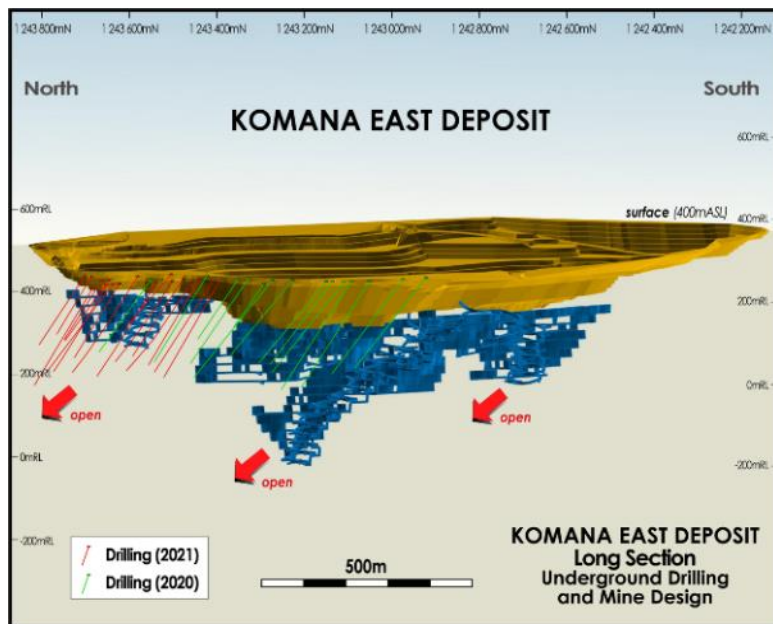 1 243 800mN 1 243 600mN 1 243 400mN 1 243 200mN 1 243 000mN 1 242 800mN 1 242 600mN 1 242 400mN 1 242 200mN
North South
KOMANA EAST DEPOSIT
600mRL
600mRL
surface (400mASL)
400mRL
400mRL
200mRL
200mRL
0mRL
open
open
open
0mRL
-200mRL
-200mRL
Drilling (2021)
Drilling (2020)
500m
KOMANA EAST DEPOSIT
Long Section
Underground Drilling
and Mine Design